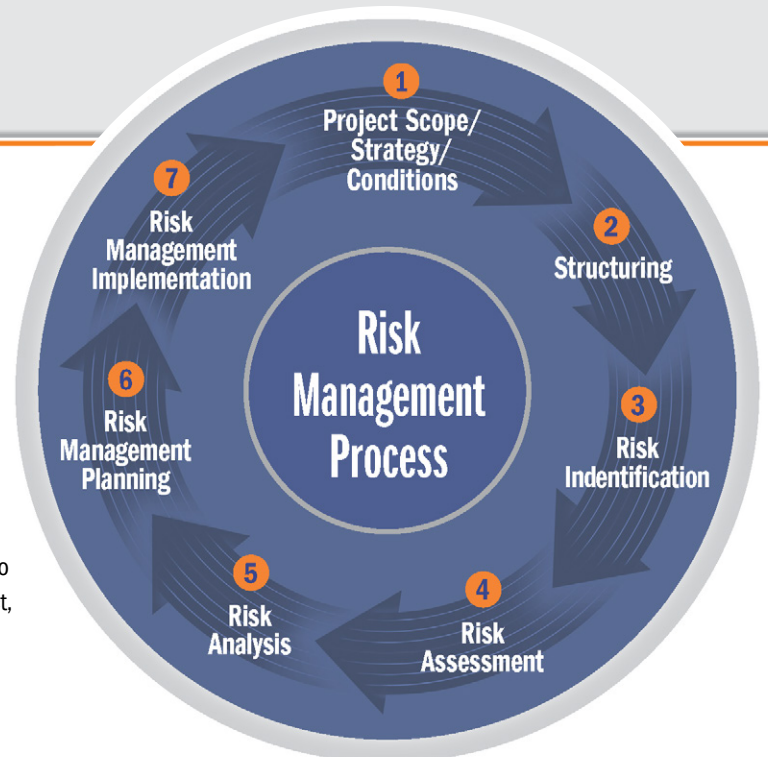 1
Project Scope/
Strategy/
Conditions
2
Structuring
3
Risk
Indentification
4
Risk
Assessment
5
Risk
Analysis
6
Risk
Management
Planning
7
Risk
Management
Implementation
Risk
Management
Process